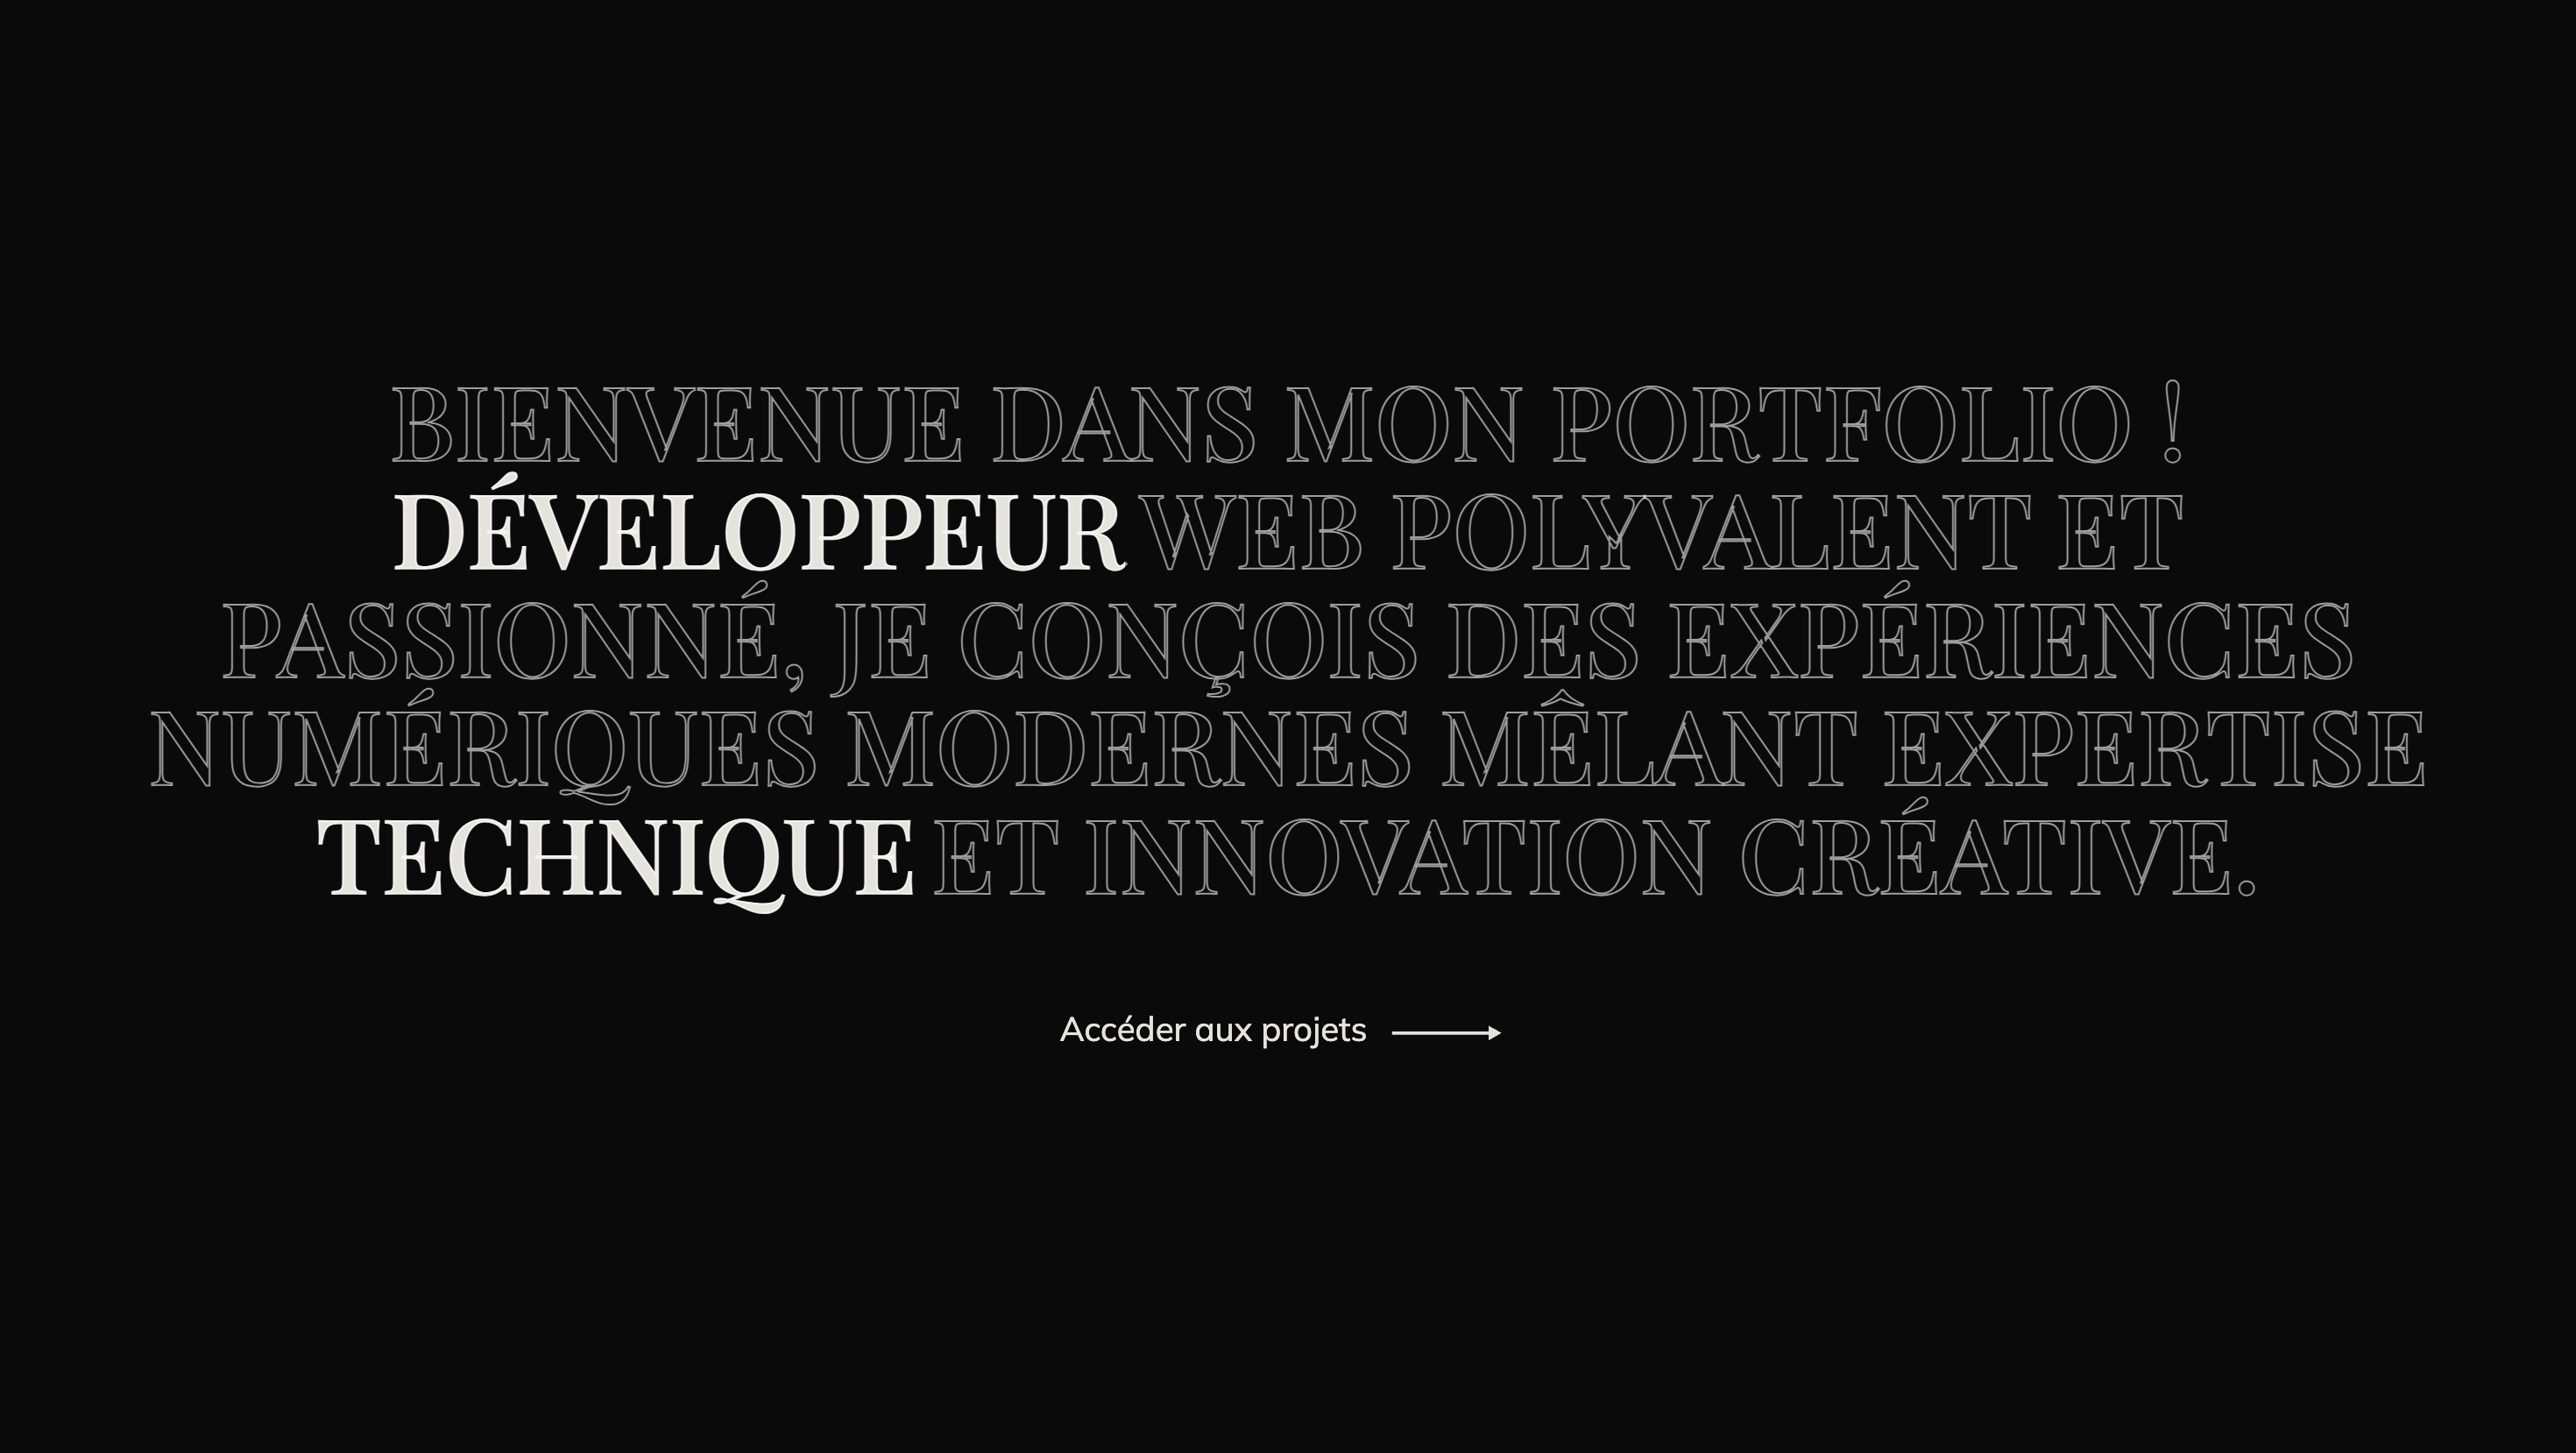 BIENVENUE DANS MON PORTFOLIO !
DÉVELOPPEUR WEB POLYVALENT ET
PASSIONNÉ, JE CONÇOIS DES EXPÉRIENCES
NUMÉRIQUES MODERNES MÊLANT EXPERTISE
TECHNIQUE ET INNOVATION CRÉATIVE.
Accéder aux projets